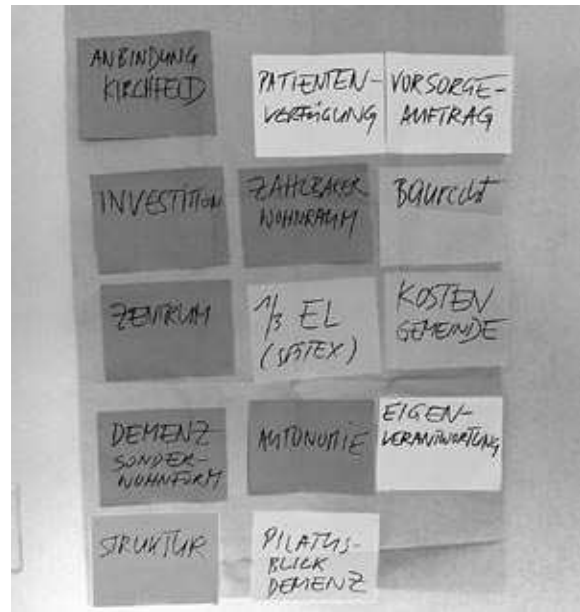 ANBINDUNG
KIRCHFELD
PATIENTEN-
VERFÜGUNG
VORSORGE-
AUFTRAG
INVESTITION
ZAHLBARER
WOHNRAUM
Baurecht
ZENTRUM
1/3 EL
(SPITEX)
KOSTEN
GEMEINDE
DEMENZ
SONDER-
WOHNFORM
AUTONOMIE
EIGEN-
VERANTWORTUNG
STRUKTUR
PILATUS-
BLICK
DEMENZ